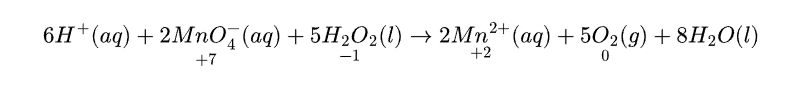 6H⁺(aq) + 2MnO₄⁻(aq) + 5H₂O₂(l) → 2Mn²⁺(aq) + 5O₂(g) + 8H₂O(l)
+7 −1 +2 0